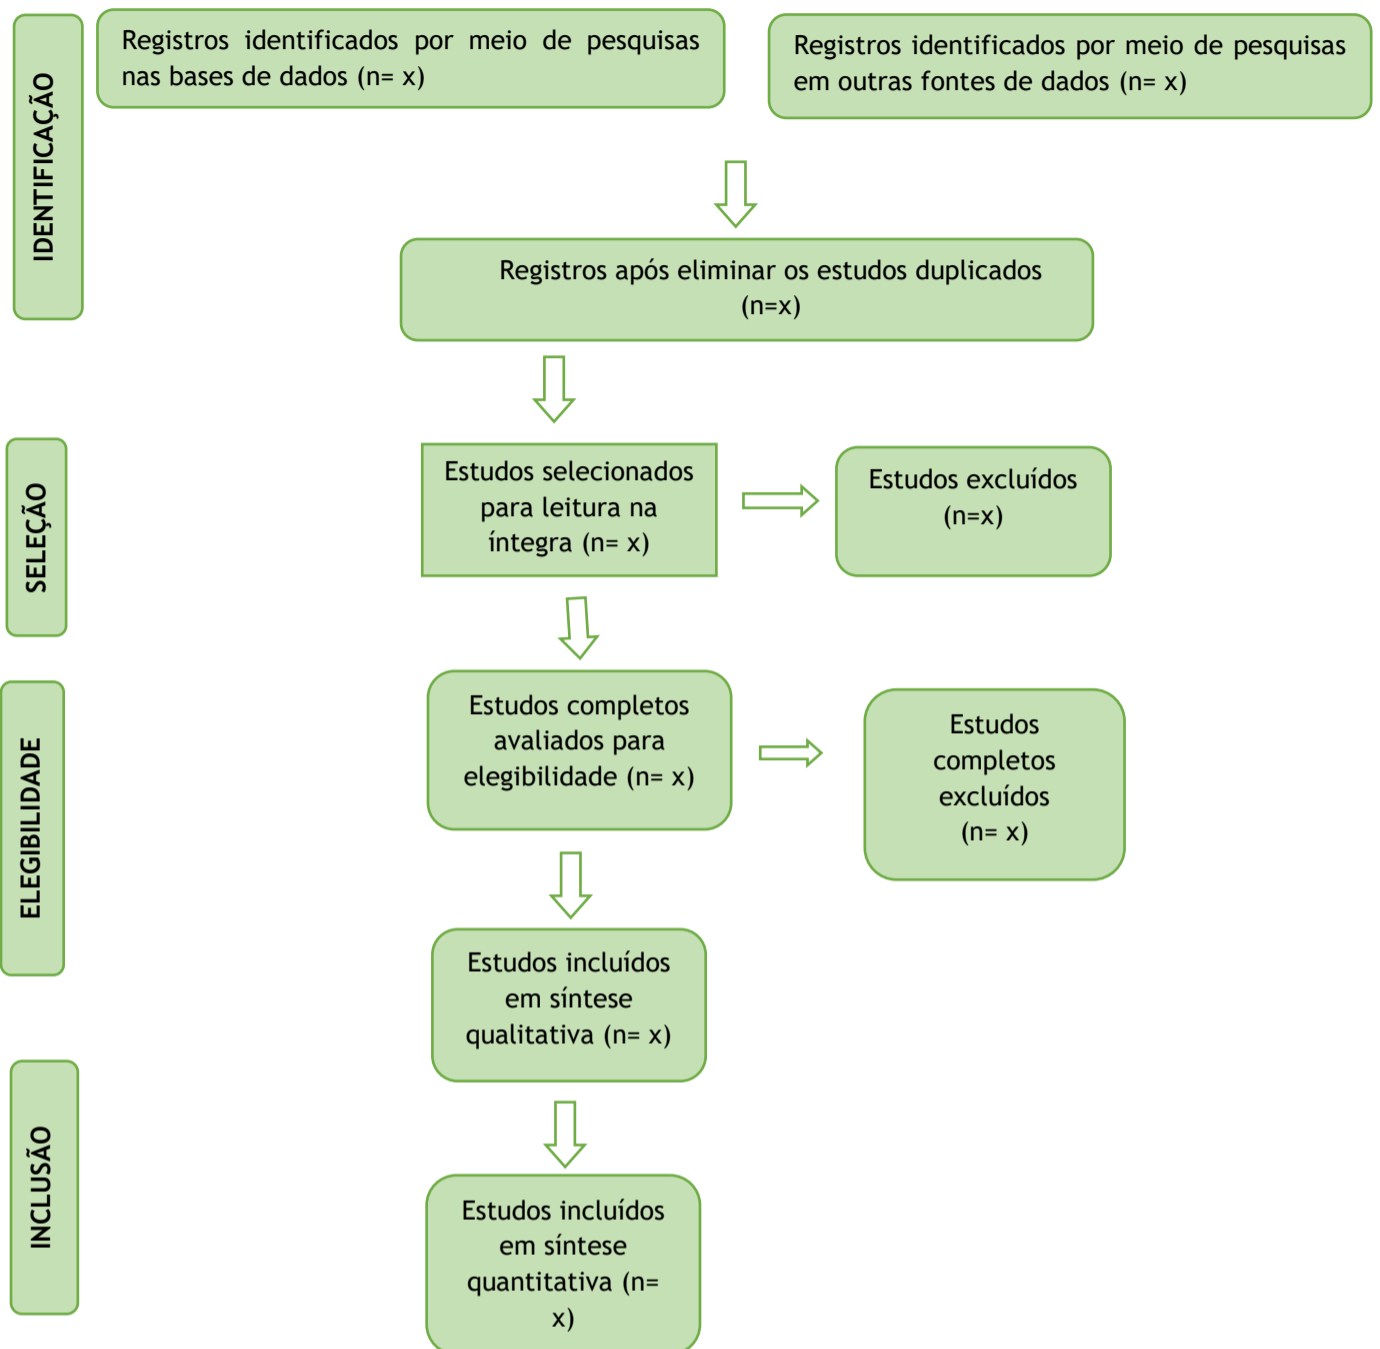 IDENTIFICAÇÃO
Registros identificados por meio de pesquisas
nas bases de dados (n= x)
Registros identificados por meio de pesquisas
em outras fontes de dados (n= x)
Registros após eliminar os estudos duplicados
(n=x)
SELEÇÃO
Estudos selecionados
para leitura na
íntegra (n= x)
Estudos excluídos
(n=x)
ELEGIBILIDADE
Estudos completos
avaliados para
elegibilidade (n= x)
Estudos
completos
excluídos
(n= x)
Estudos incluídos
em síntese
qualitativa (n= x)
INCLUSÃO
Estudos incluídos
em síntese
quantitativa (n=
x)